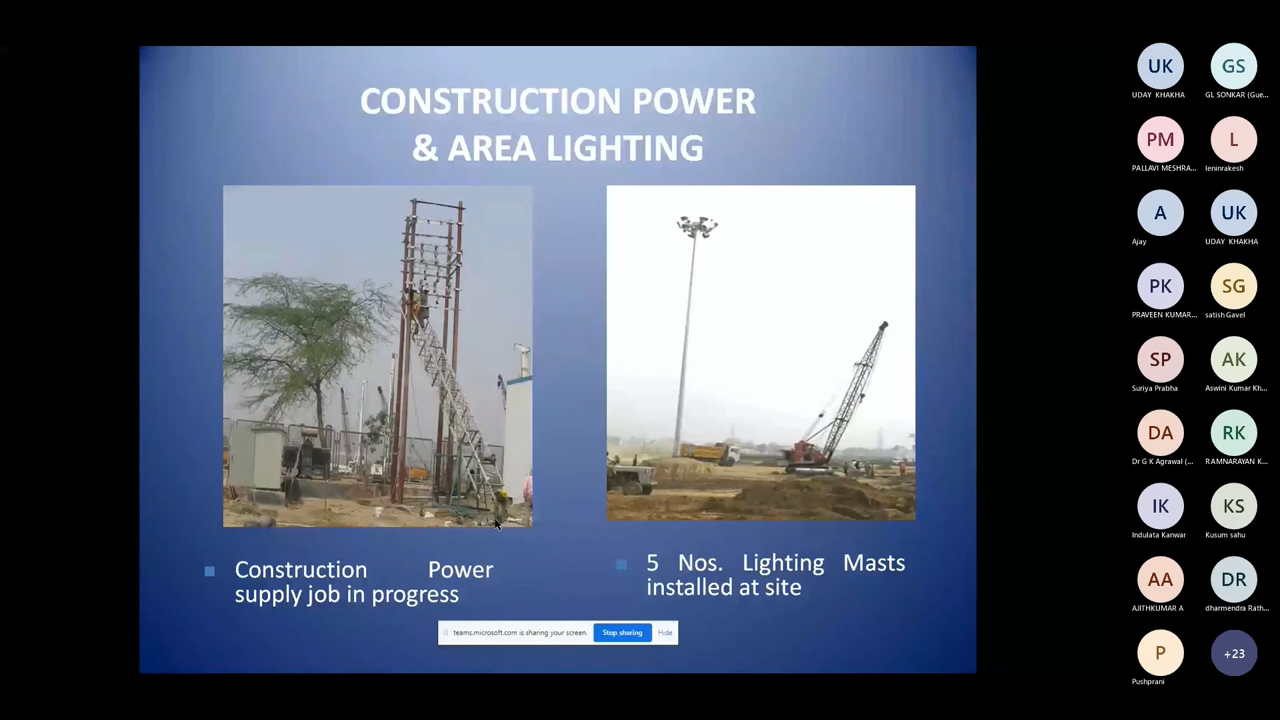 CONSTRUCTION POWER
& AREA LIGHTING
Construction Power
supply job in progress
5 Nos. Lighting Masts
installed at site
teams.microsoft.com is sharing your screen.
Stop sharing
Hide
UK
UDAY KHAKHA
GS
GL SONKAR (Gue...
PM
PALLAVI MESHRA...
L
leninrakesh
A
Ajay
UK
UDAY KHAKHA
PK
PRAVEEN KUMAR...
SG
satish Gavel
SP
Suriya Prabha
AK
Aswini Kumar Kh...
DA
Dr G K Agrawal (...
RK
RAMNARAYAN K...
IK
Indulata Kanwar
KS
Kusum sahu
AA
AJITHKUMAR A
DR
dharmendra Rath...
P
Pushprani
+23